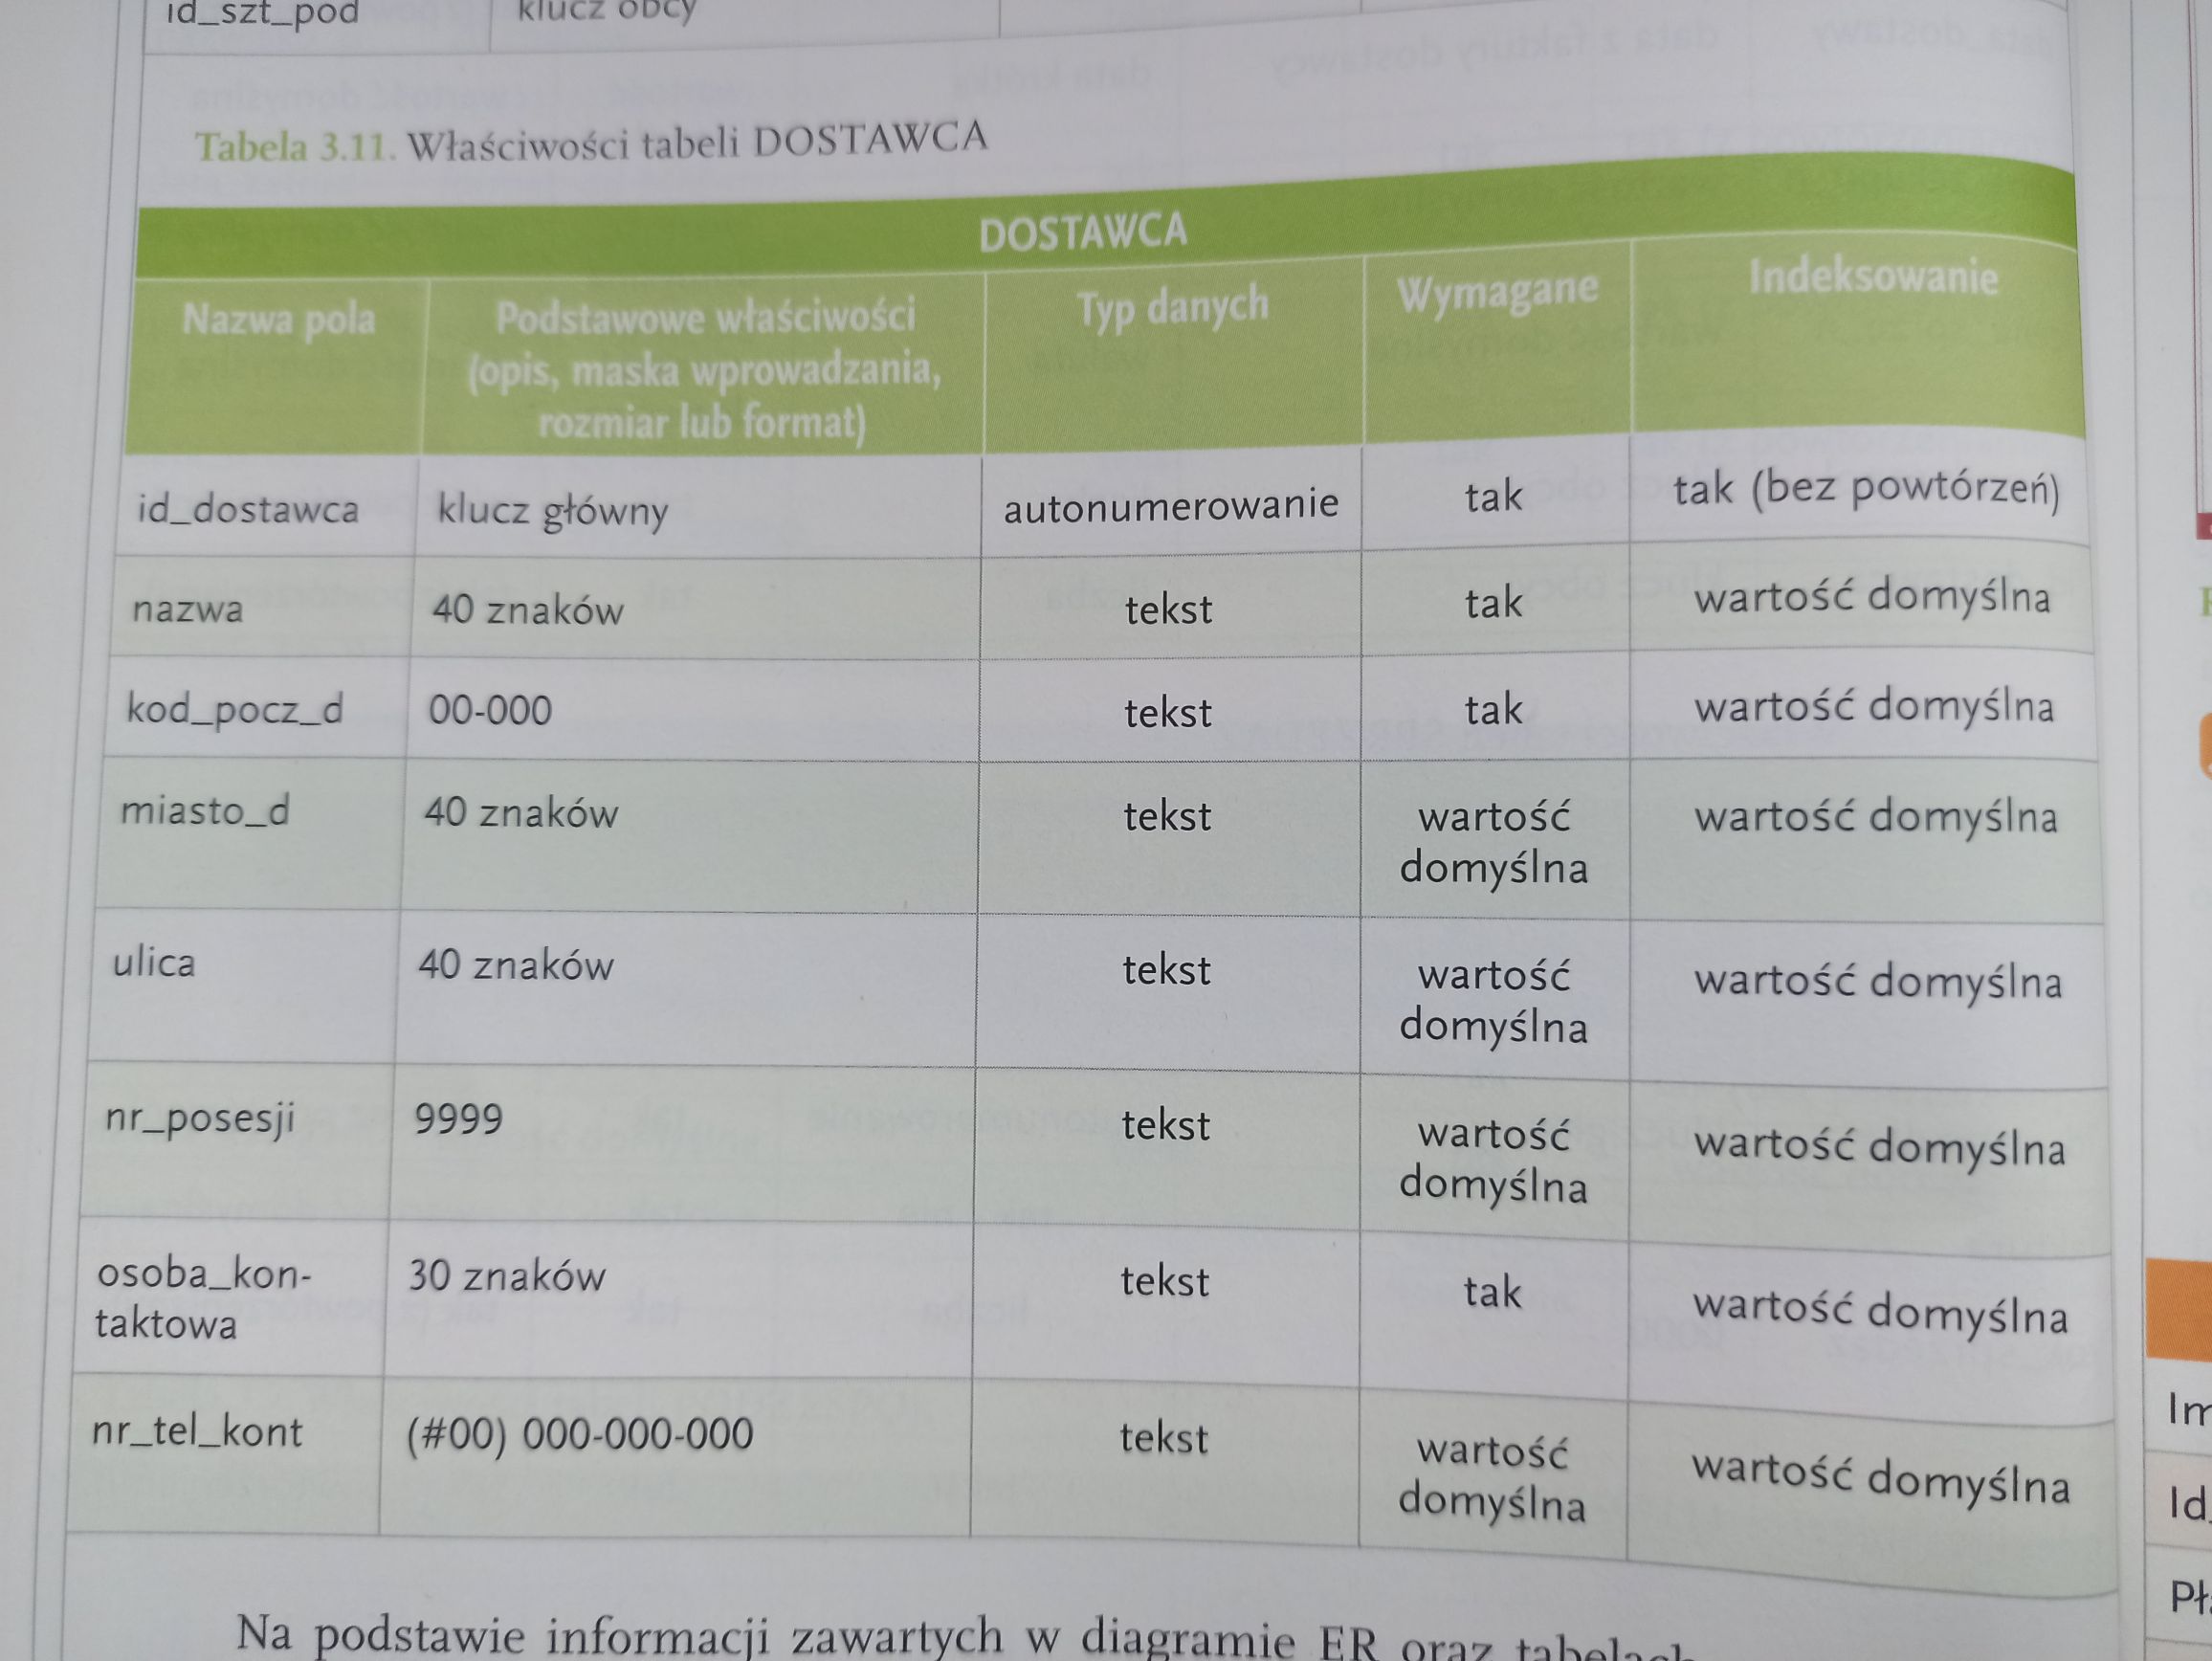 id_szt_pod klucz obcy
Tabela 3.11. Właściwości tabeli DOSTAWCA
DOSTAWCA
Nazwa pola Podstawowe właściwości (opis, maska wprowadzania, rozmiar lub format) Typ danych Wymagane Indeksowanie
id_dostawca klucz główny autonumerowanie tak tak (bez powtórzeń)
nazwa 40 znaków tekst tak wartość domyślna
kod_pocz_d 00-000 tekst tak wartość domyślna
miasto_d 40 znaków tekst wartość domyślna wartość domyślna
ulica 40 znaków tekst wartość domyślna wartość domyślna
nr_posesji 9999 tekst wartość domyślna wartość domyślna
osoba_kon-
taktowa 30 znaków tekst tak wartość domyślna
nr_tel_kont (#00) 000-000-000 tekst wartość domyślna wartość domyślna
Na podstawie informacji zawartych w diagramie ER oraz tabelach
Im
Id_
Pł